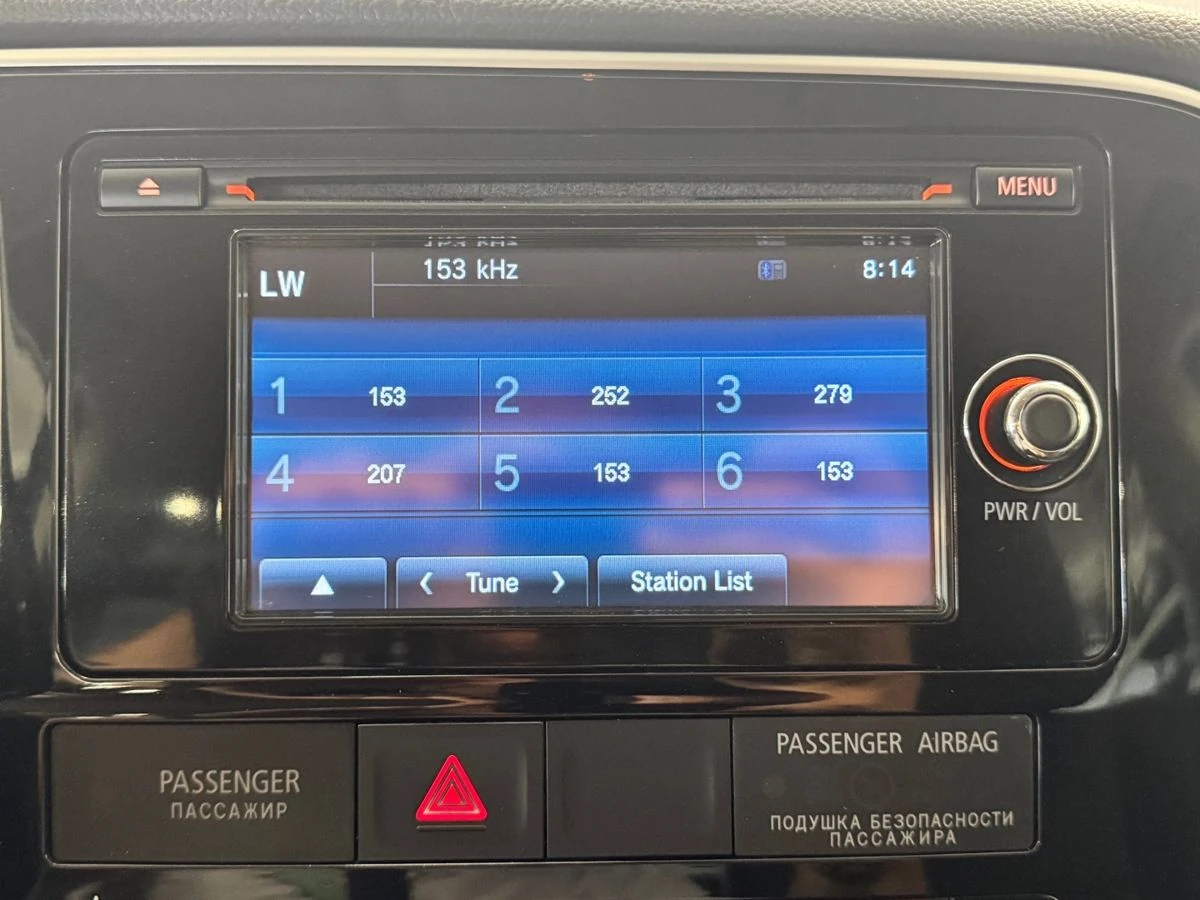 MENU
LW
153 kHz
8:14
1 153 2 252 3 279
4 207 5 153 6 153
Tune
Station List
PWR / VOL
PASSENGER
ПАССАЖИР
PASSENGER AIRBAG
ПОДУШКА БЕЗОПАСНОСТИ
ПАССАЖИРА